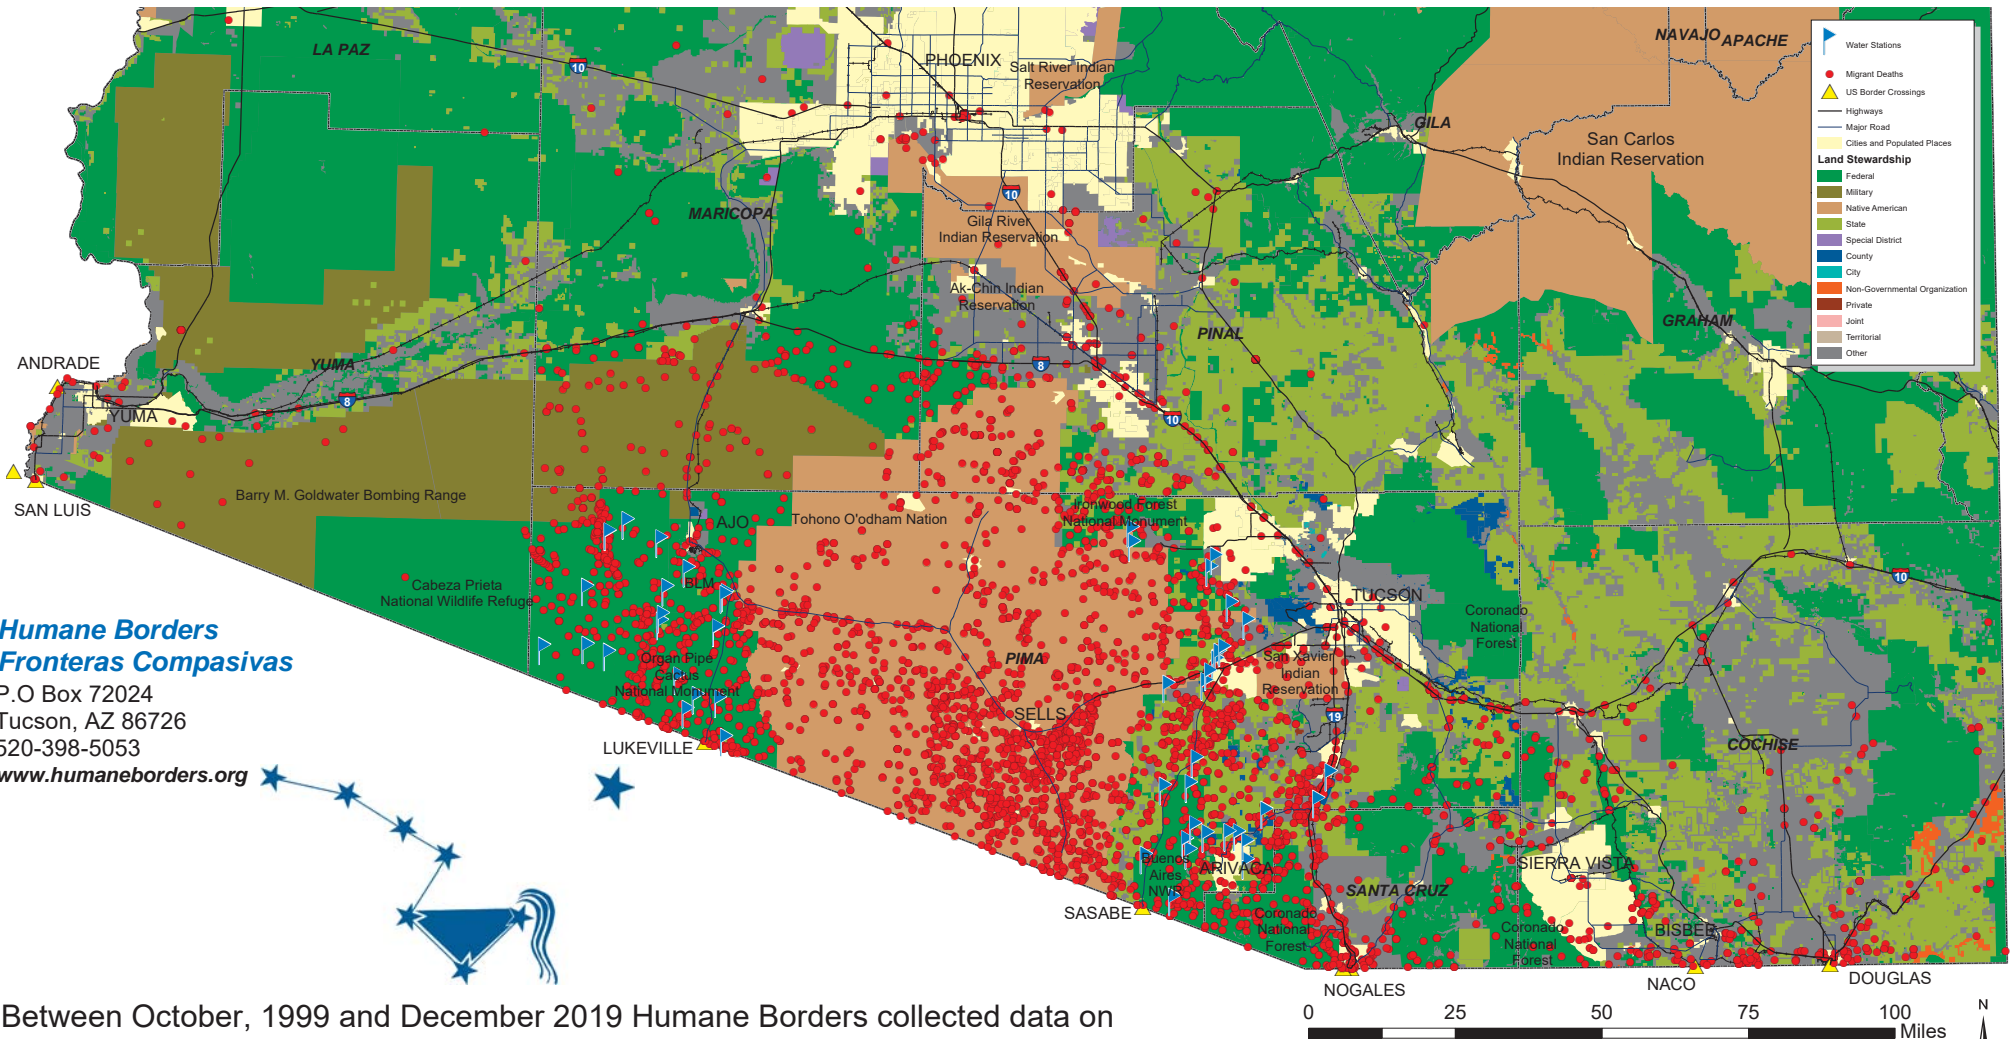 LA PAZ
PHOENIX
Salt River Indian
Reservation
NAVAJO
APACHE
Water Stations
Migrant Deaths
US Border Crossings
Highways
Major Road
Cities and Populated Places
Land Stewardship
Federal
Military
Native American
State
Special District
County
City
Non-Governmental Organization
Private
Joint
Territorial
Other
10
GILA
San Carlos
Indian Reservation
MARICOPA
10
Gila River
Indian Reservation
Ak-Chin Indian
Reservation
PINAL
GRAHAM
ANDRADE
YUMA
8
8
YUMA
10
Barry M. Goldwater Bombing Range
SAN LUIS
AJO
Tohono O'odham Nation
Ironwood Forest
National Monument
Cabeza Prieta
National Wildlife Refuge
BLM
TUCSON
10
Coronado
National
Forest
Humane Borders
Fronteras Compasivas
P.O Box 72024
Tucson, AZ 86726
520-398-5053
www.humaneborders.org
Organ Pipe
Cactus
National Monument
PIMA
San Xavier
Indian
Reservation
SELLS
19
LUKEVILLE
COCHISE
Buenos
Aires
NWR
ARIVACA
SIERRA VISTA
SANTA CRUZ
SASABE
Coronado
National
Forest
Coronado
National
Forest
BISBEE
NOGALES
NACO
DOUGLAS
Between October, 1999 and December 2019 Humane Borders collected data on
0 25 50 75 100
Miles
N